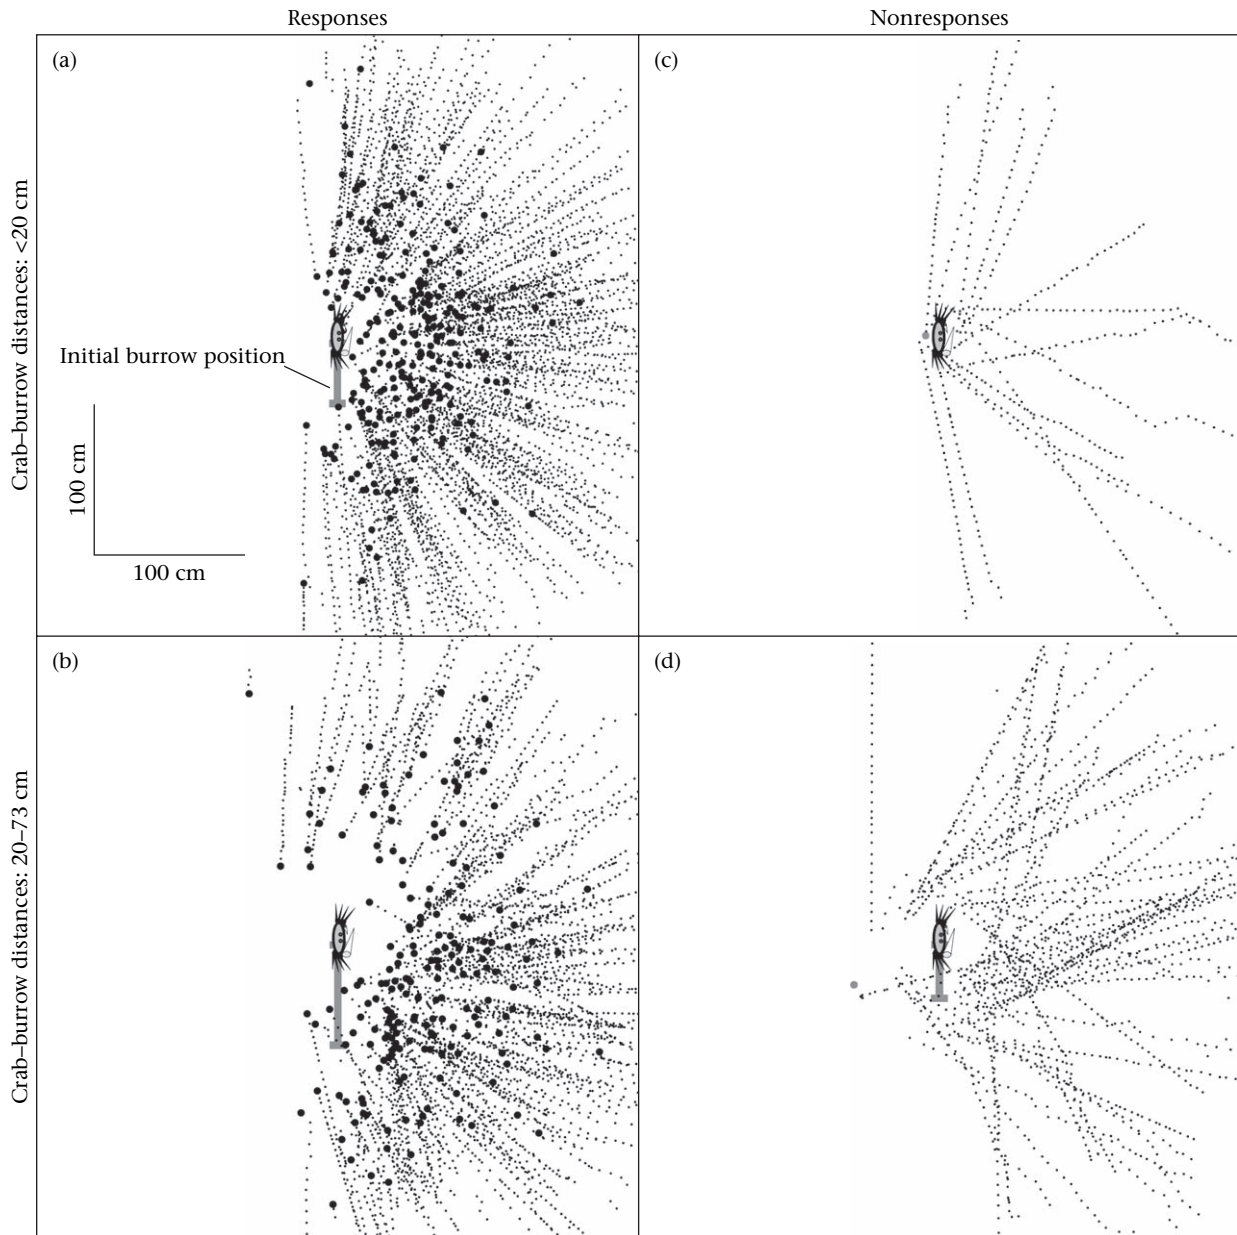 Responses
Nonresponses
Crab–burrow distances: <20 cm
(a)
(c)
Initial burrow position
100 cm
100 cm
Crab–burrow distances: 20–73 cm
(b)
(d)